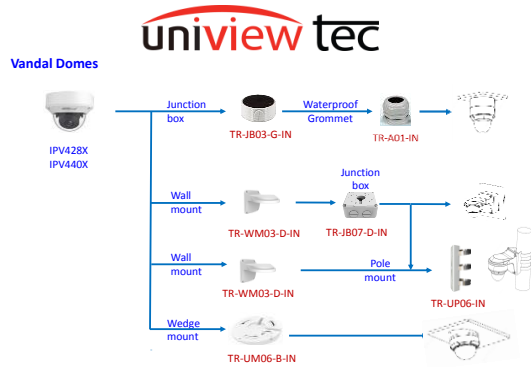 uniview tec
Vandal Domes
IPV428X
IPV440X
Junction
box
TR-JB03-G-IN
Waterproof
Grommet
TR-A01-IN
Wall
mount
TR-WM03-D-IN
Junction
box
TR-JB07-D-IN
Wall
mount
TR-WM03-D-IN
Pole
mount
TR-UP06-IN
Wedge
mount
TR-UM06-B-IN